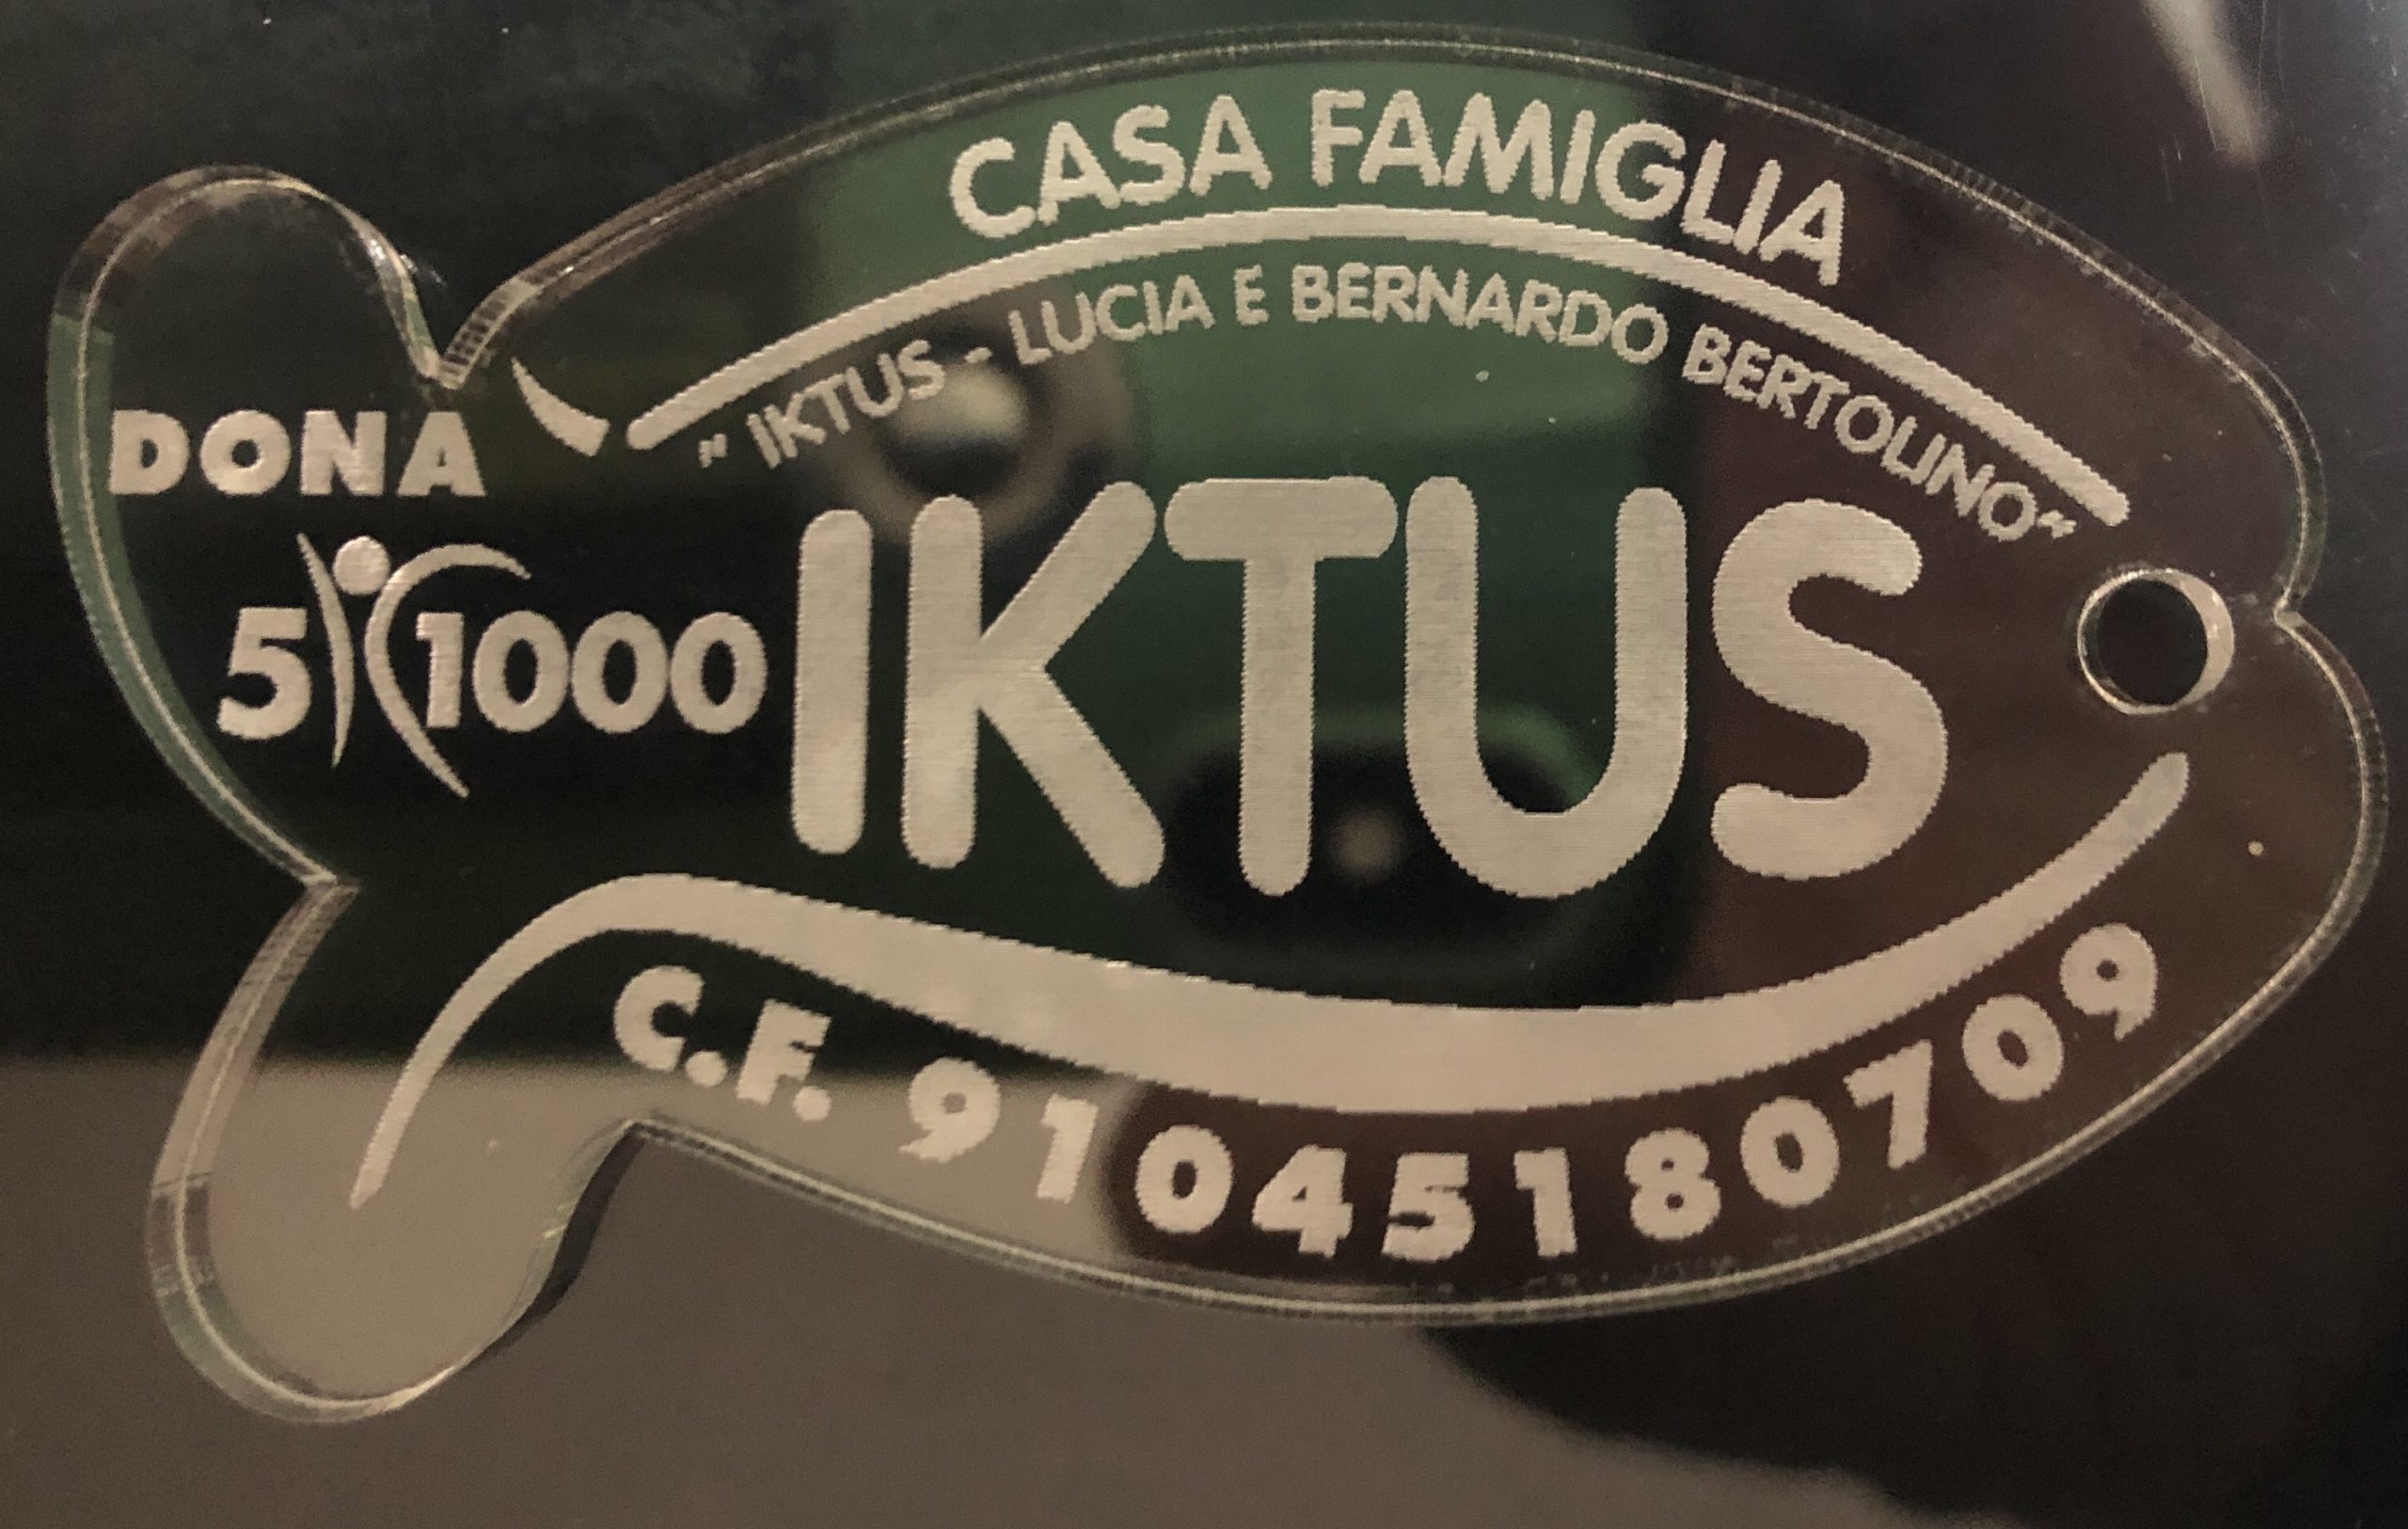 CASA FAMIGLIA
" IKTUS - LUCIA E BERNARDO BERTOLINO"
DONA
5 1000
IKTUS
C.F. 91045180709